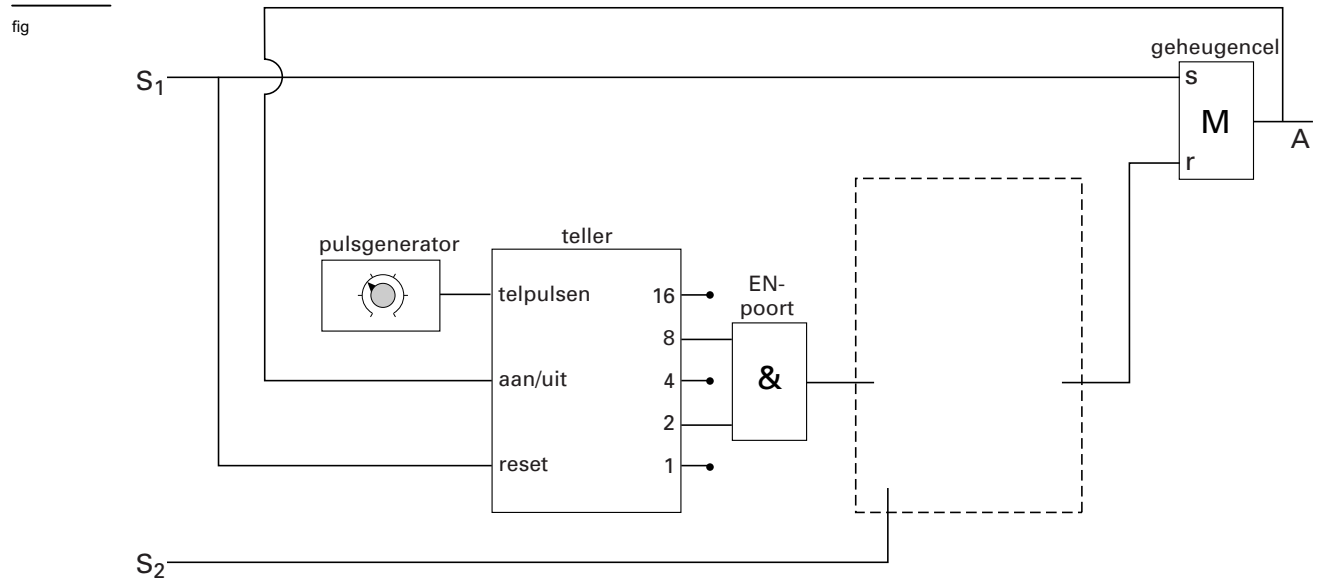 fig
geheugencel
S1
s
M
A
r
pulsgenerator
teller
EN-
poort
telpulsen
16
8
aan/uit
4
&
2
reset
1
S2